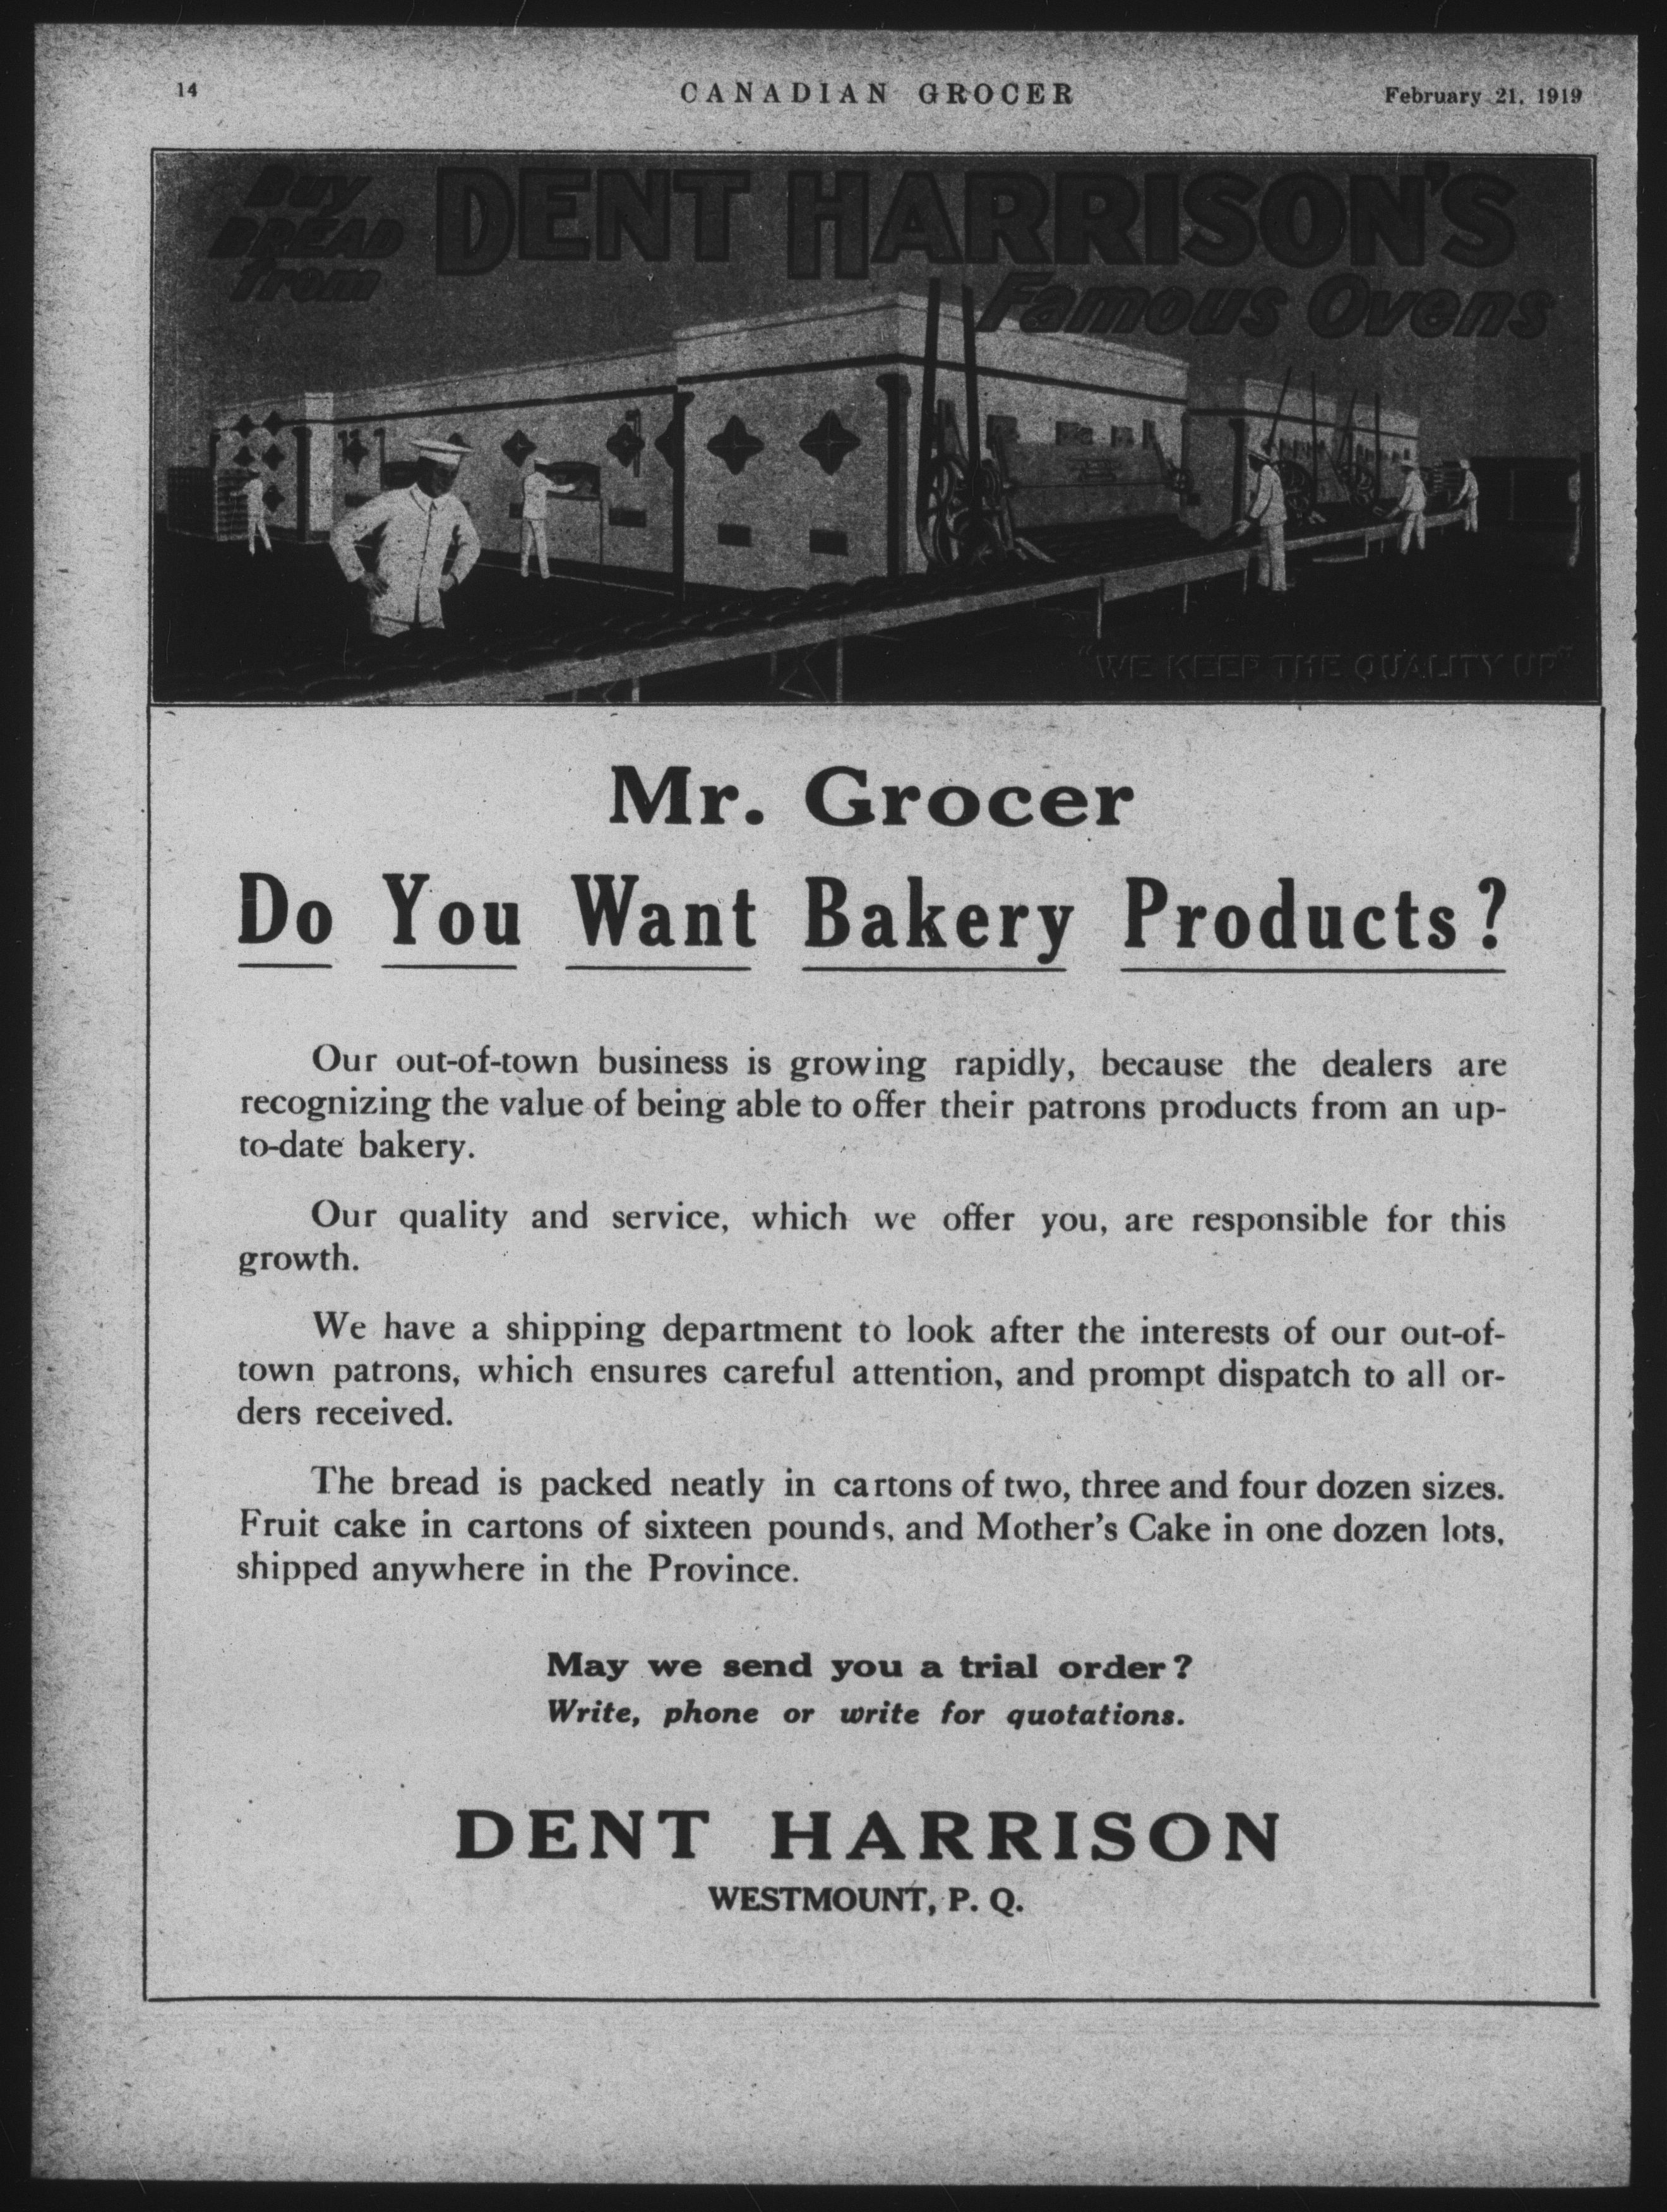 14
CANADIAN GROCER
February 21, 1919
Buy
BREAD
from
DENT HARRISON'S
Famous Ovens
"WE KEEP THE QUALITY UP"
Mr. Grocer
Do You Want Bakery Products?
Our out-of-town business is growing rapidly, because the dealers are
recognizing the value of being able to offer their patrons products from an up-
to-date bakery.
Our quality and service, which we offer you, are responsible for this
growth.
We have a shipping department to look after the interests of our out-of-
town patrons, which ensures careful attention, and prompt dispatch to all or-
ders received.
The bread is packed neatly in cartons of two, three and four dozen sizes.
Fruit cake in cartons of sixteen pounds, and Mother's Cake in one dozen lots,
shipped anywhere in the Province.
May we send you a trial order?
Write, phone or write for quotations.
DENT HARRISON
WESTMOUNT, P. Q.